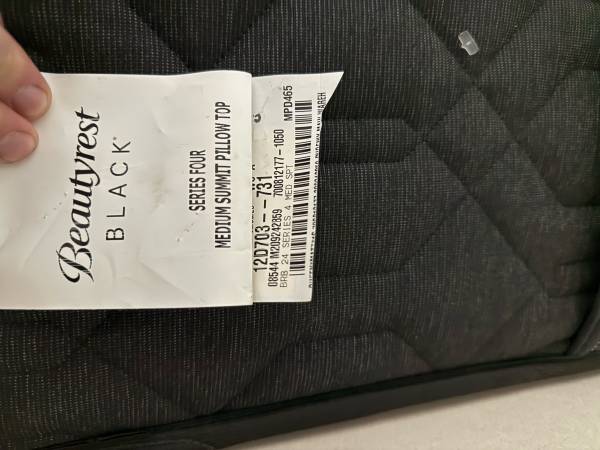 Beautyrest
BLACK®
SERIES FOUR
MEDIUM SUMMIT PILLOW TOP
MPD465
12D703--731
08544 M209242859 700812177-1050
BRB 24 SERIES 4 MED SPT